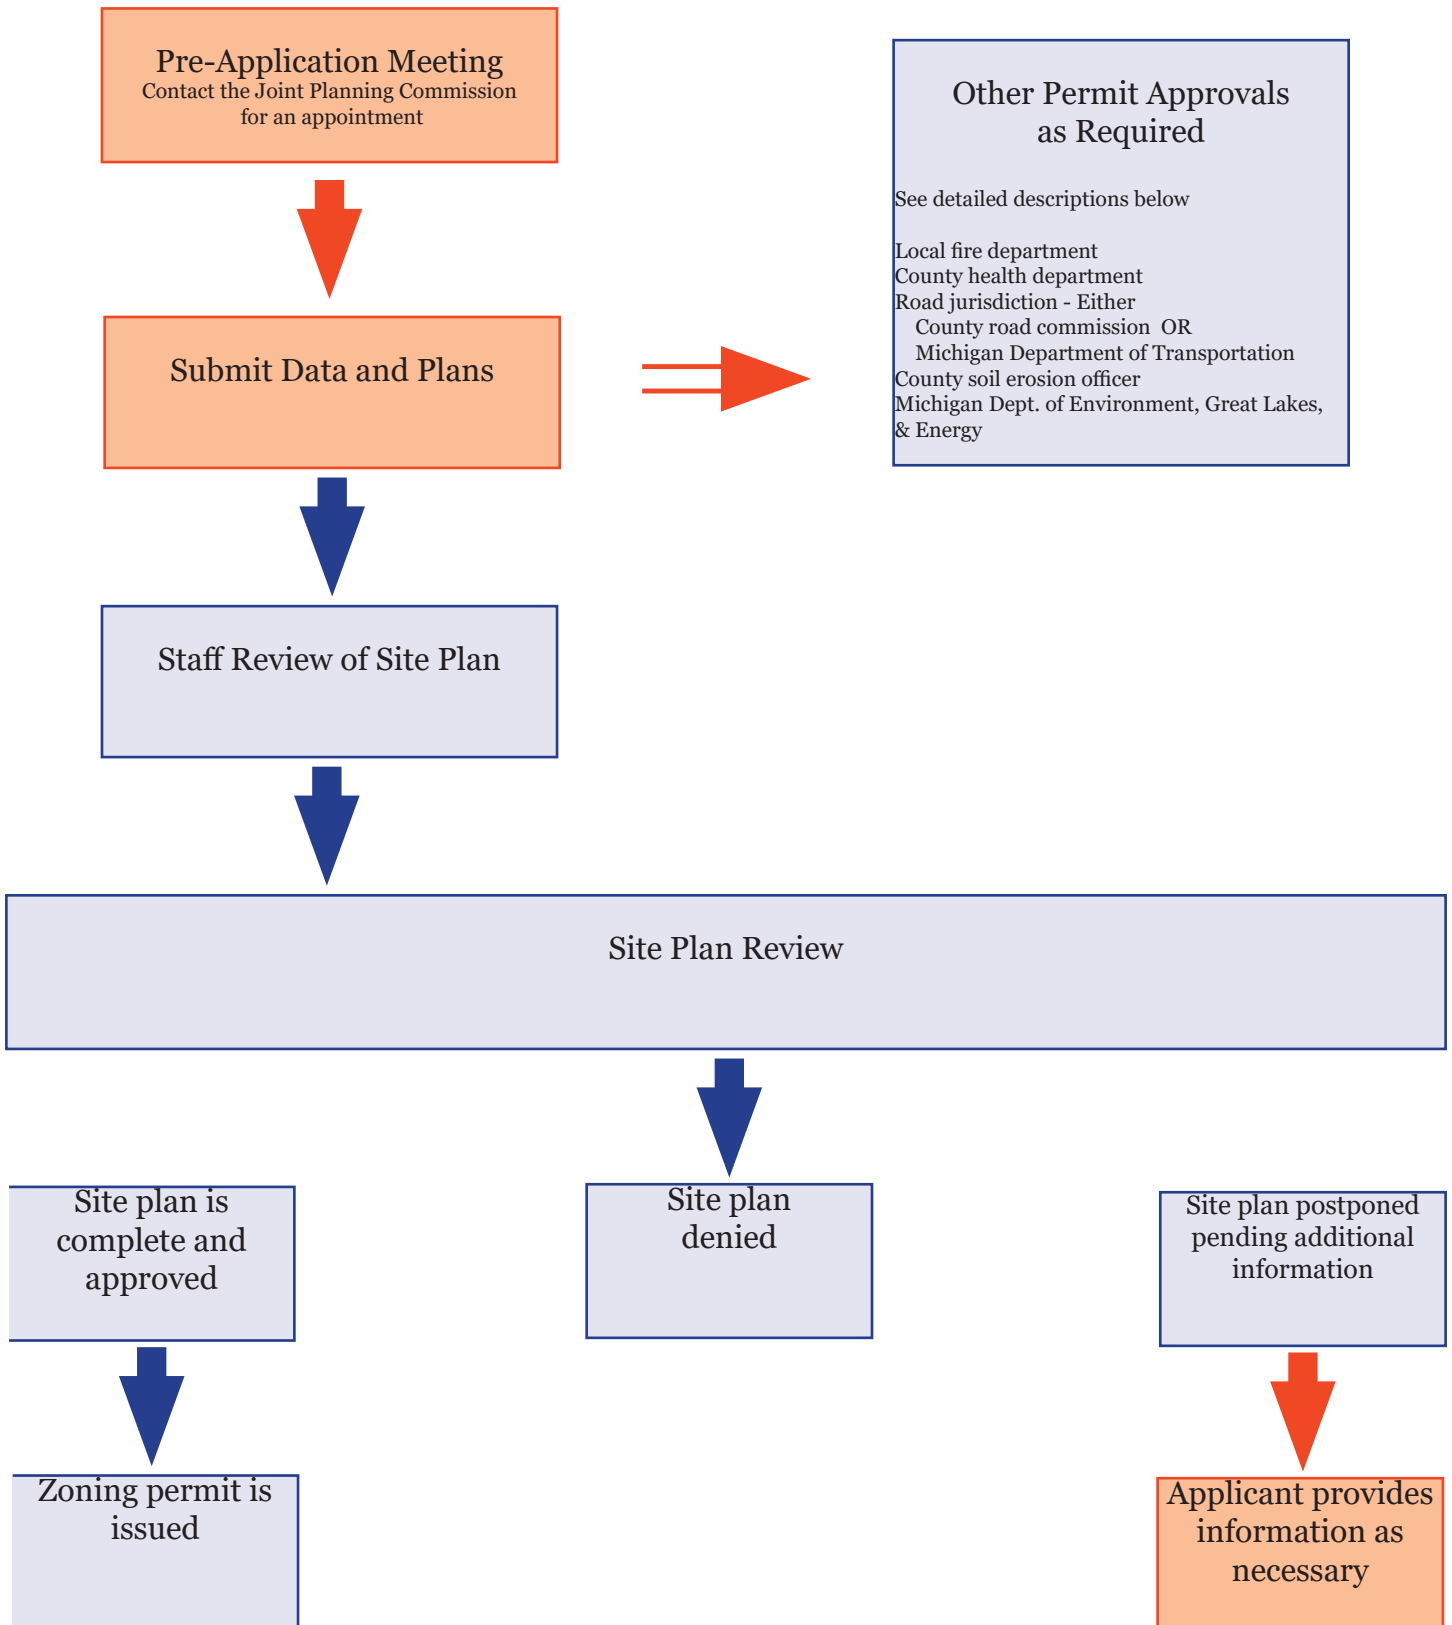 Pre-Application Meeting
Contact the Joint Planning Commission
for an appointment
Other Permit Approvals
as Required
See detailed descriptions below
Local fire department
County health department
Road jurisdiction - Either
County road commission  OR
Michigan Department of Transportation
County soil erosion officer
Michigan Dept. of Environment, Great Lakes,
& Energy
Submit Data and Plans
Staff Review of Site Plan
Site Plan Review
Site plan is
complete and
approved
Site plan
denied
Site plan postponed
pending additional
information
Zoning permit is
issued
Applicant provides
information as
necessary